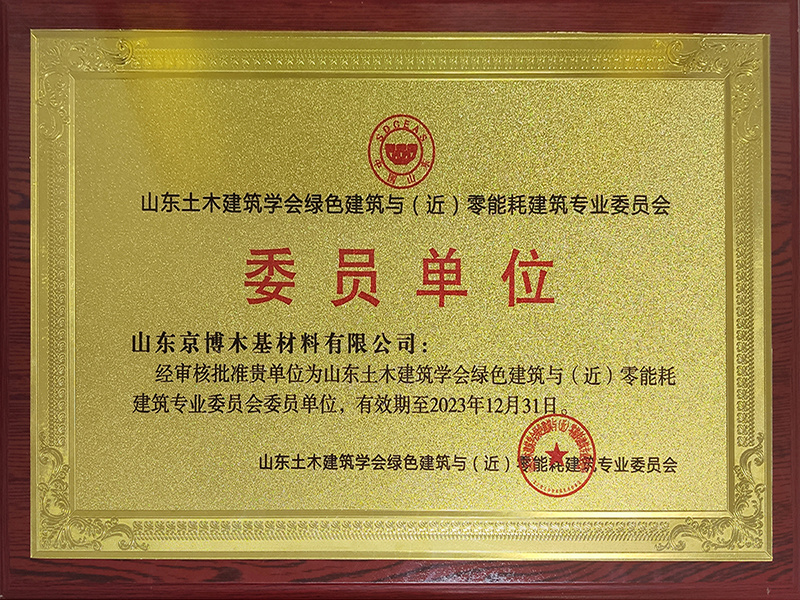 SDCEAS
山东土木建筑学会绿色建筑与（近）零能耗建筑专业委员会
委员单位
山东京博木基材料有限公司：
经审核批准贵单位为山东土木建筑学会绿色建筑与（近）零能耗
建筑专业委员会委员单位，有效期至2023年12月31日。
山东土木建筑学会绿色建筑与（近）零能耗建筑专业委员会